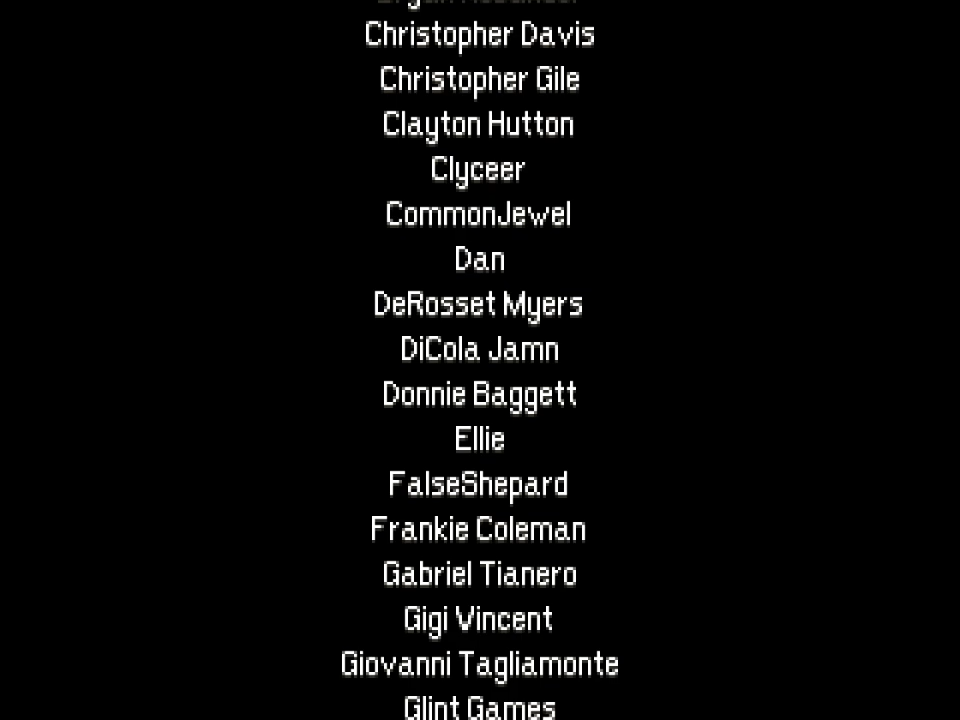 Christopher Davis
Christopher Gile
Clayton Hutton
Clyceer
CommonJewel
Dan
DeRosset Myers
DiCola Jamn
Donnie Baggett
Ellie
FalseShepard
Frankie Coleman
Gabriel Tianero
Gigi Vincent
Giovanni Tagliamonte
Glint Games